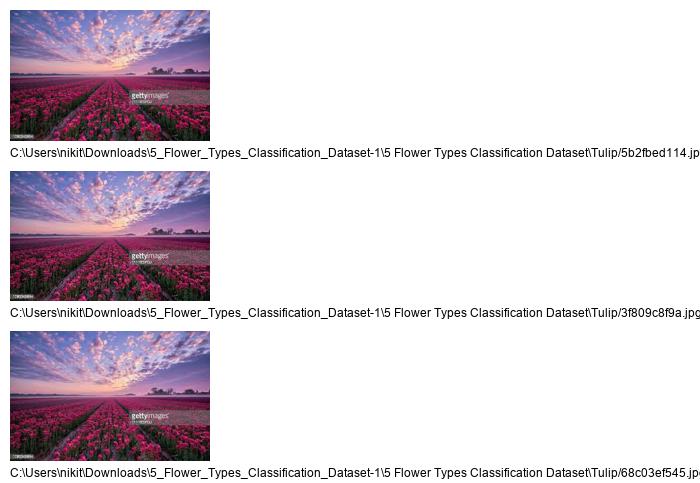 gettyimages
C:\Users\nikit\Downloads\5_Flower_Types_Classification_Dataset-1\5 Flower Types Classification Dataset\Tulip/5b2fbed114.jp
gettyimages
C:\Users\nikit\Downloads\5_Flower_Types_Classification_Dataset-1\5 Flower Types Classification Dataset\Tulip/3f809c8f9a.jpg
gettyimages
C:\Users\nikit\Downloads\5_Flower_Types_Classification_Dataset-1\5 Flower Types Classification Dataset\Tulip/68c03ef545.jp